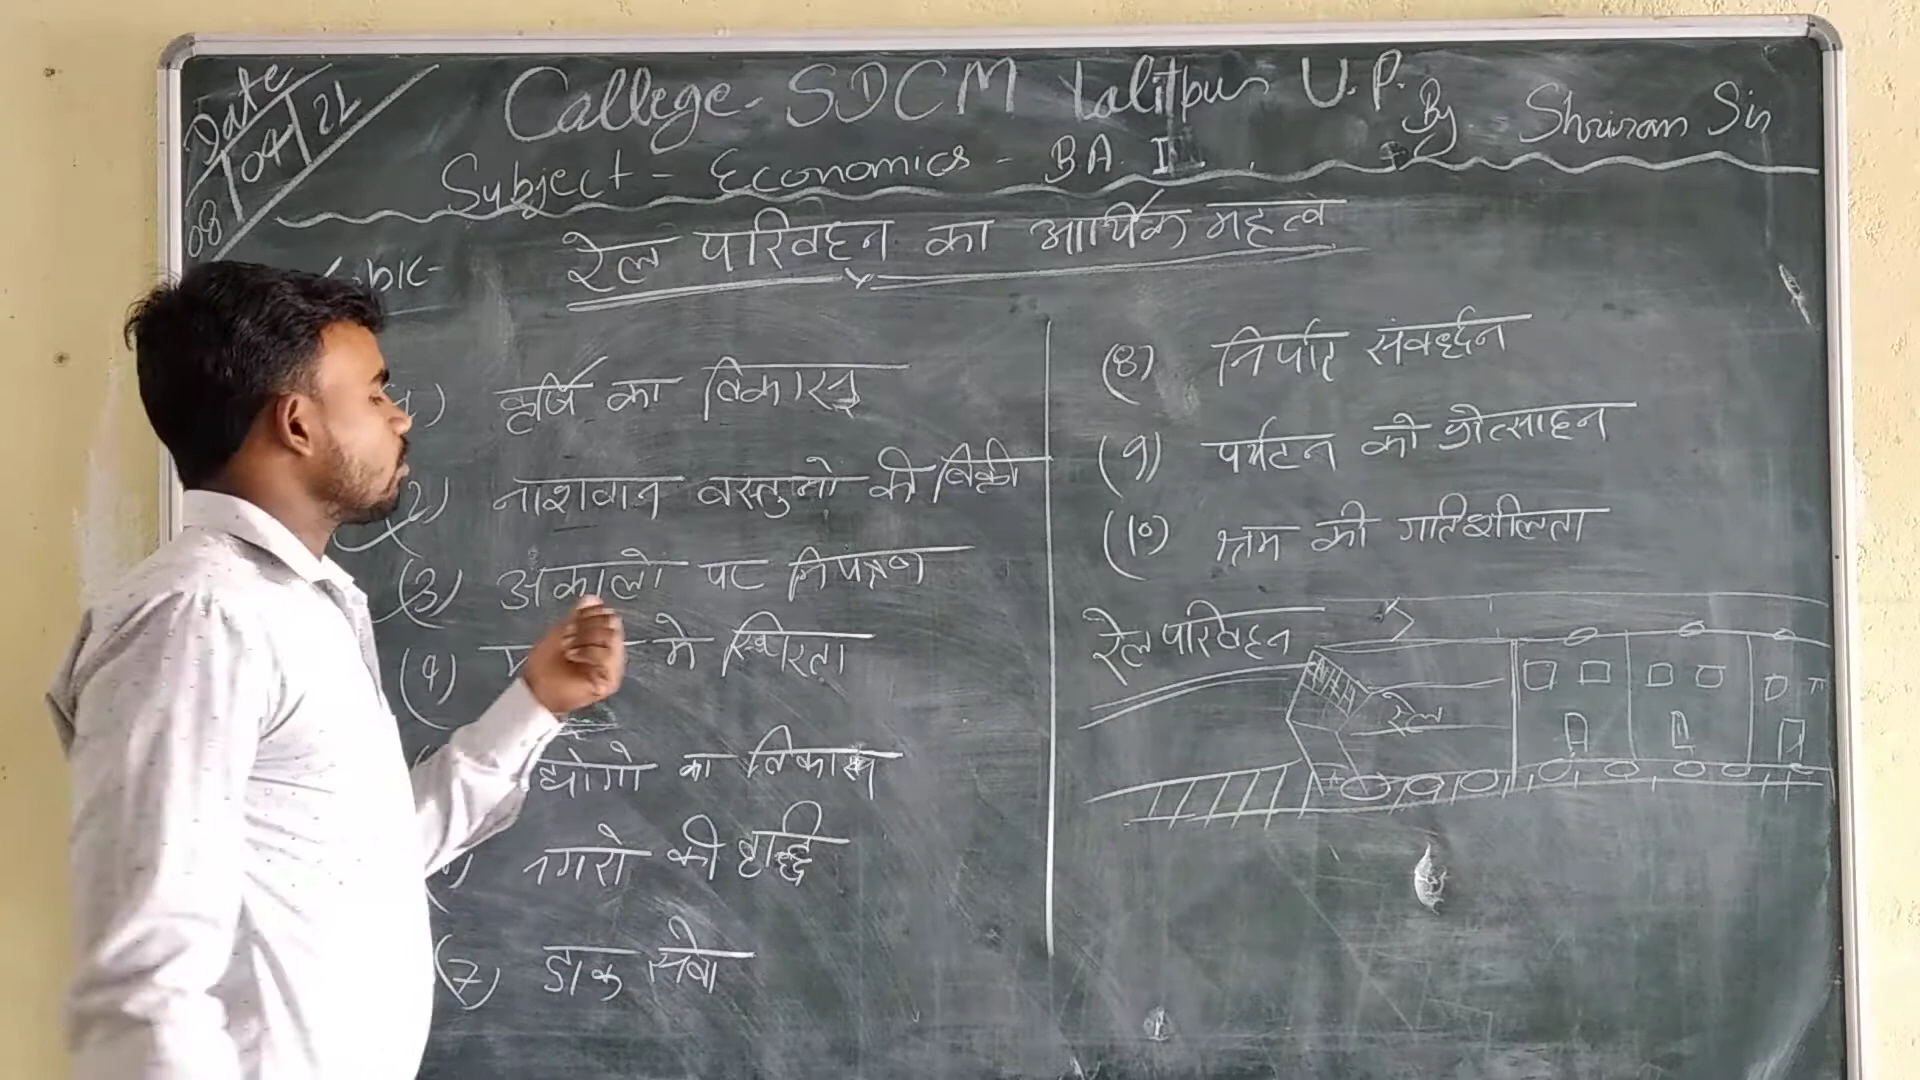 Date
08/04/22
Callege - SDCM Lalitpur U.P. By Shriram Sir
Subject - Economics - BA. II
रेल परिवहन का आर्थिक महत्व
कृषि का विकास
(2) नाशवान वस्तुओ की बिक्री
(3) अकालो पर नियंत्रण
(4) मे स्थिरता
का विकास
नगरो की वृद्धि
(7) डाक सेवा
(8) निर्यात संवर्ध्दन
(9) पर्यटन को प्रोत्साहन
(10) श्रम की गतिशीलता
रेल परिवहन
रेल